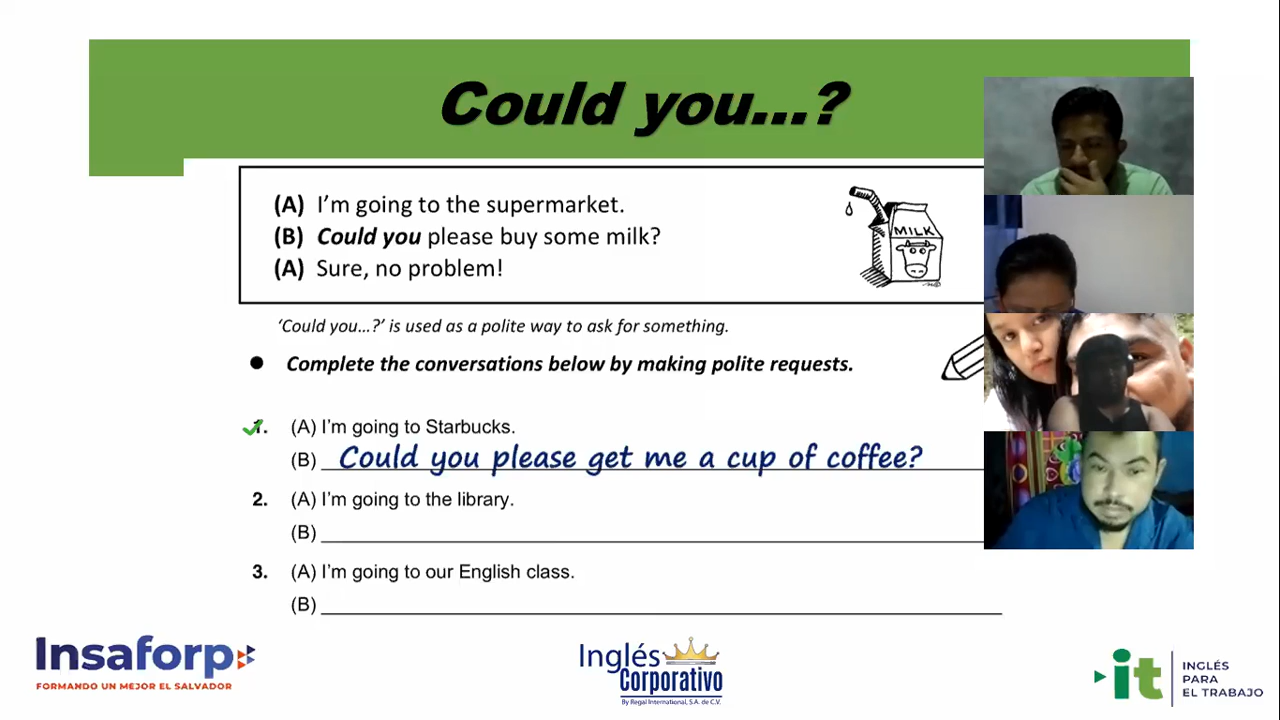 Could you...?
(A) I'm going to the supermarket.
(B) Could you please buy some milk?
(A) Sure, no problem!
MILK
'Could you...?' is used as a polite way to ask for something.
● Complete the conversations below by making polite requests.
1. (A) I'm going to Starbucks.
(B) Could you please get me a cup of coffee?
2. (A) I'm going to the library.
(B)
3. (A) I'm going to our English class.
(B)
Insaforp
FORMANDO UN MEJOR EL SALVADOR
Inglés
Corporativo
By Regal International, S.A. de C.V.
it
INGLÉS
PARA
EL TRABAJO